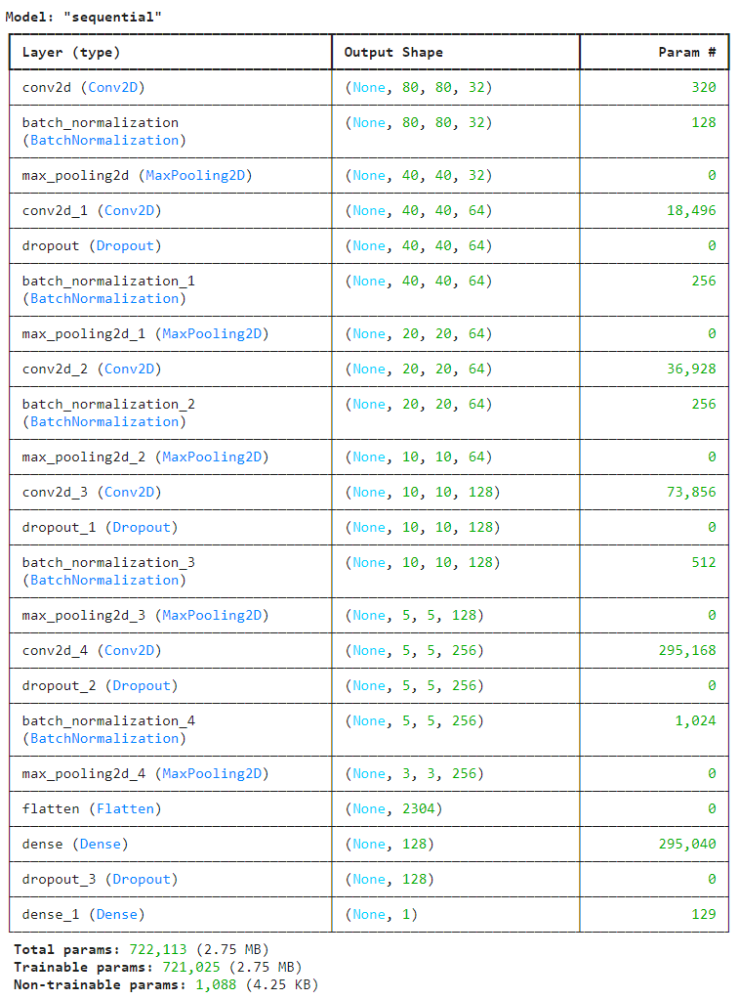 Model: "sequential"
Layer (type) Output Shape Param #
conv2d (Conv2D) (None, 80, 80, 32) 320
batch_normalization (None, 80, 80, 32) 128
(BatchNormalization)
max_pooling2d (MaxPooling2D) (None, 40, 40, 32) 0
conv2d_1 (Conv2D) (None, 40, 40, 64) 18,496
dropout (Dropout) (None, 40, 40, 64) 0
batch_normalization_1 (None, 40, 40, 64) 256
(BatchNormalization)
max_pooling2d_1 (MaxPooling2D) (None, 20, 20, 64) 0
conv2d_2 (Conv2D) (None, 20, 20, 64) 36,928
batch_normalization_2 (None, 20, 20, 64) 256
(BatchNormalization)
max_pooling2d_2 (MaxPooling2D) (None, 10, 10, 64) 0
conv2d_3 (Conv2D) (None, 10, 10, 128) 73,856
dropout_1 (Dropout) (None, 10, 10, 128) 0
batch_normalization_3 (None, 10, 10, 128) 512
(BatchNormalization)
max_pooling2d_3 (MaxPooling2D) (None, 5, 5, 128) 0
conv2d_4 (Conv2D) (None, 5, 5, 256) 295,168
dropout_2 (Dropout) (None, 5, 5, 256) 0
batch_normalization_4 (None, 5, 5, 256) 1,024
(BatchNormalization)
max_pooling2d_4 (MaxPooling2D) (None, 3, 3, 256) 0
flatten (Flatten) (None, 2304) 0
dense (Dense) (None, 128) 295,040
dropout_3 (Dropout) (None, 128) 0
dense_1 (Dense) (None, 1) 129
Total params: 722,113 (2.75 MB)
Trainable params: 721,025 (2.75 MB)
Non-trainable params: 1,088 (4.25 KB)